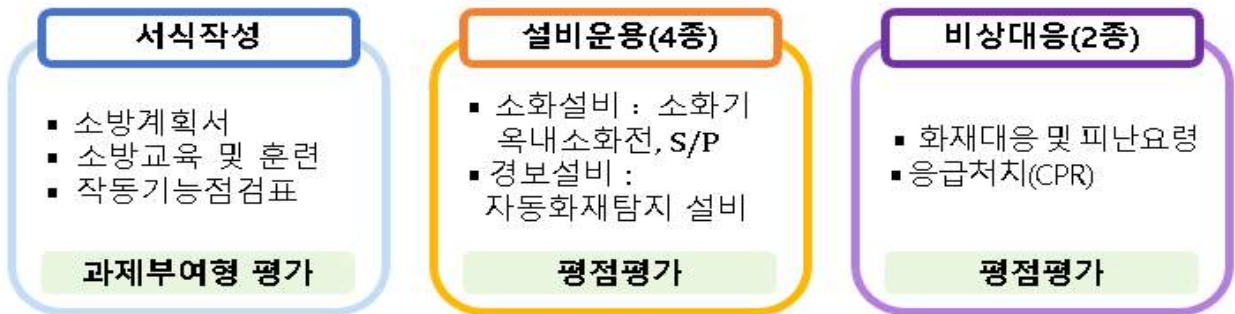 서식작성
▪ 소방계획서
▪ 소방교육 및 훈련
▪ 작동기능점검표
과제부여형 평가
설비운용(4종)
▪ 소화설비 : 소화기
옥내소화전, S/P
▪ 경보설비 :
자동화재탐지 설비
평점평가
비상대응(2종)
▪ 화재대응 및 피난요령
▪ 응급처치(CPR)
평점평가